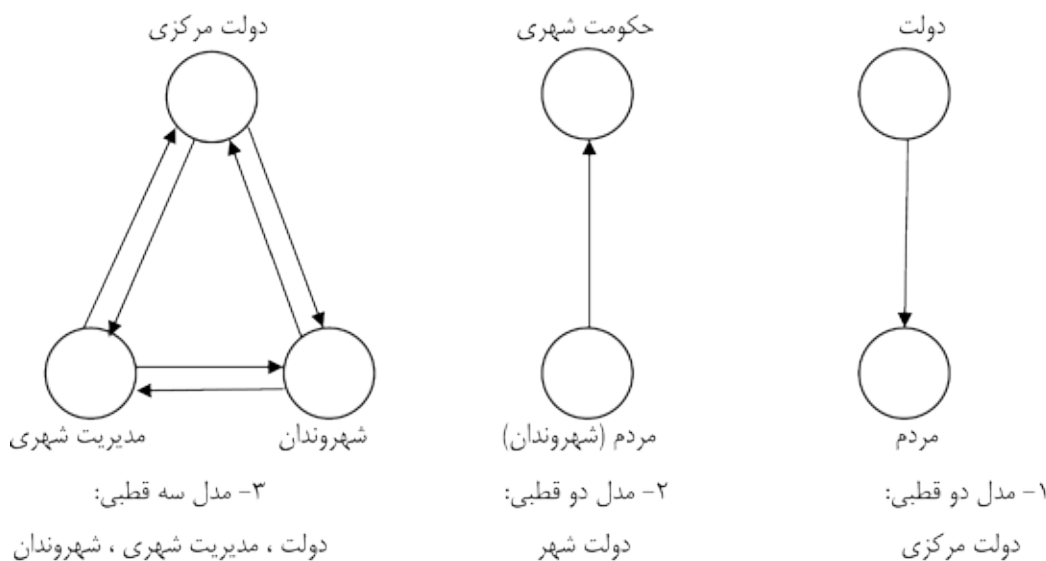 دولت
حکومت شهری
دولت مرکزی
مردم
مردم (شهروندان)
شهروندان
مدیریت شهری
۱- مدل دو قطبی:
دولت مرکزی
۲- مدل دو قطبی:
دولت شهر
۳- مدل سه قطبی:
دولت ، مدیریت شهری ، شهروندان